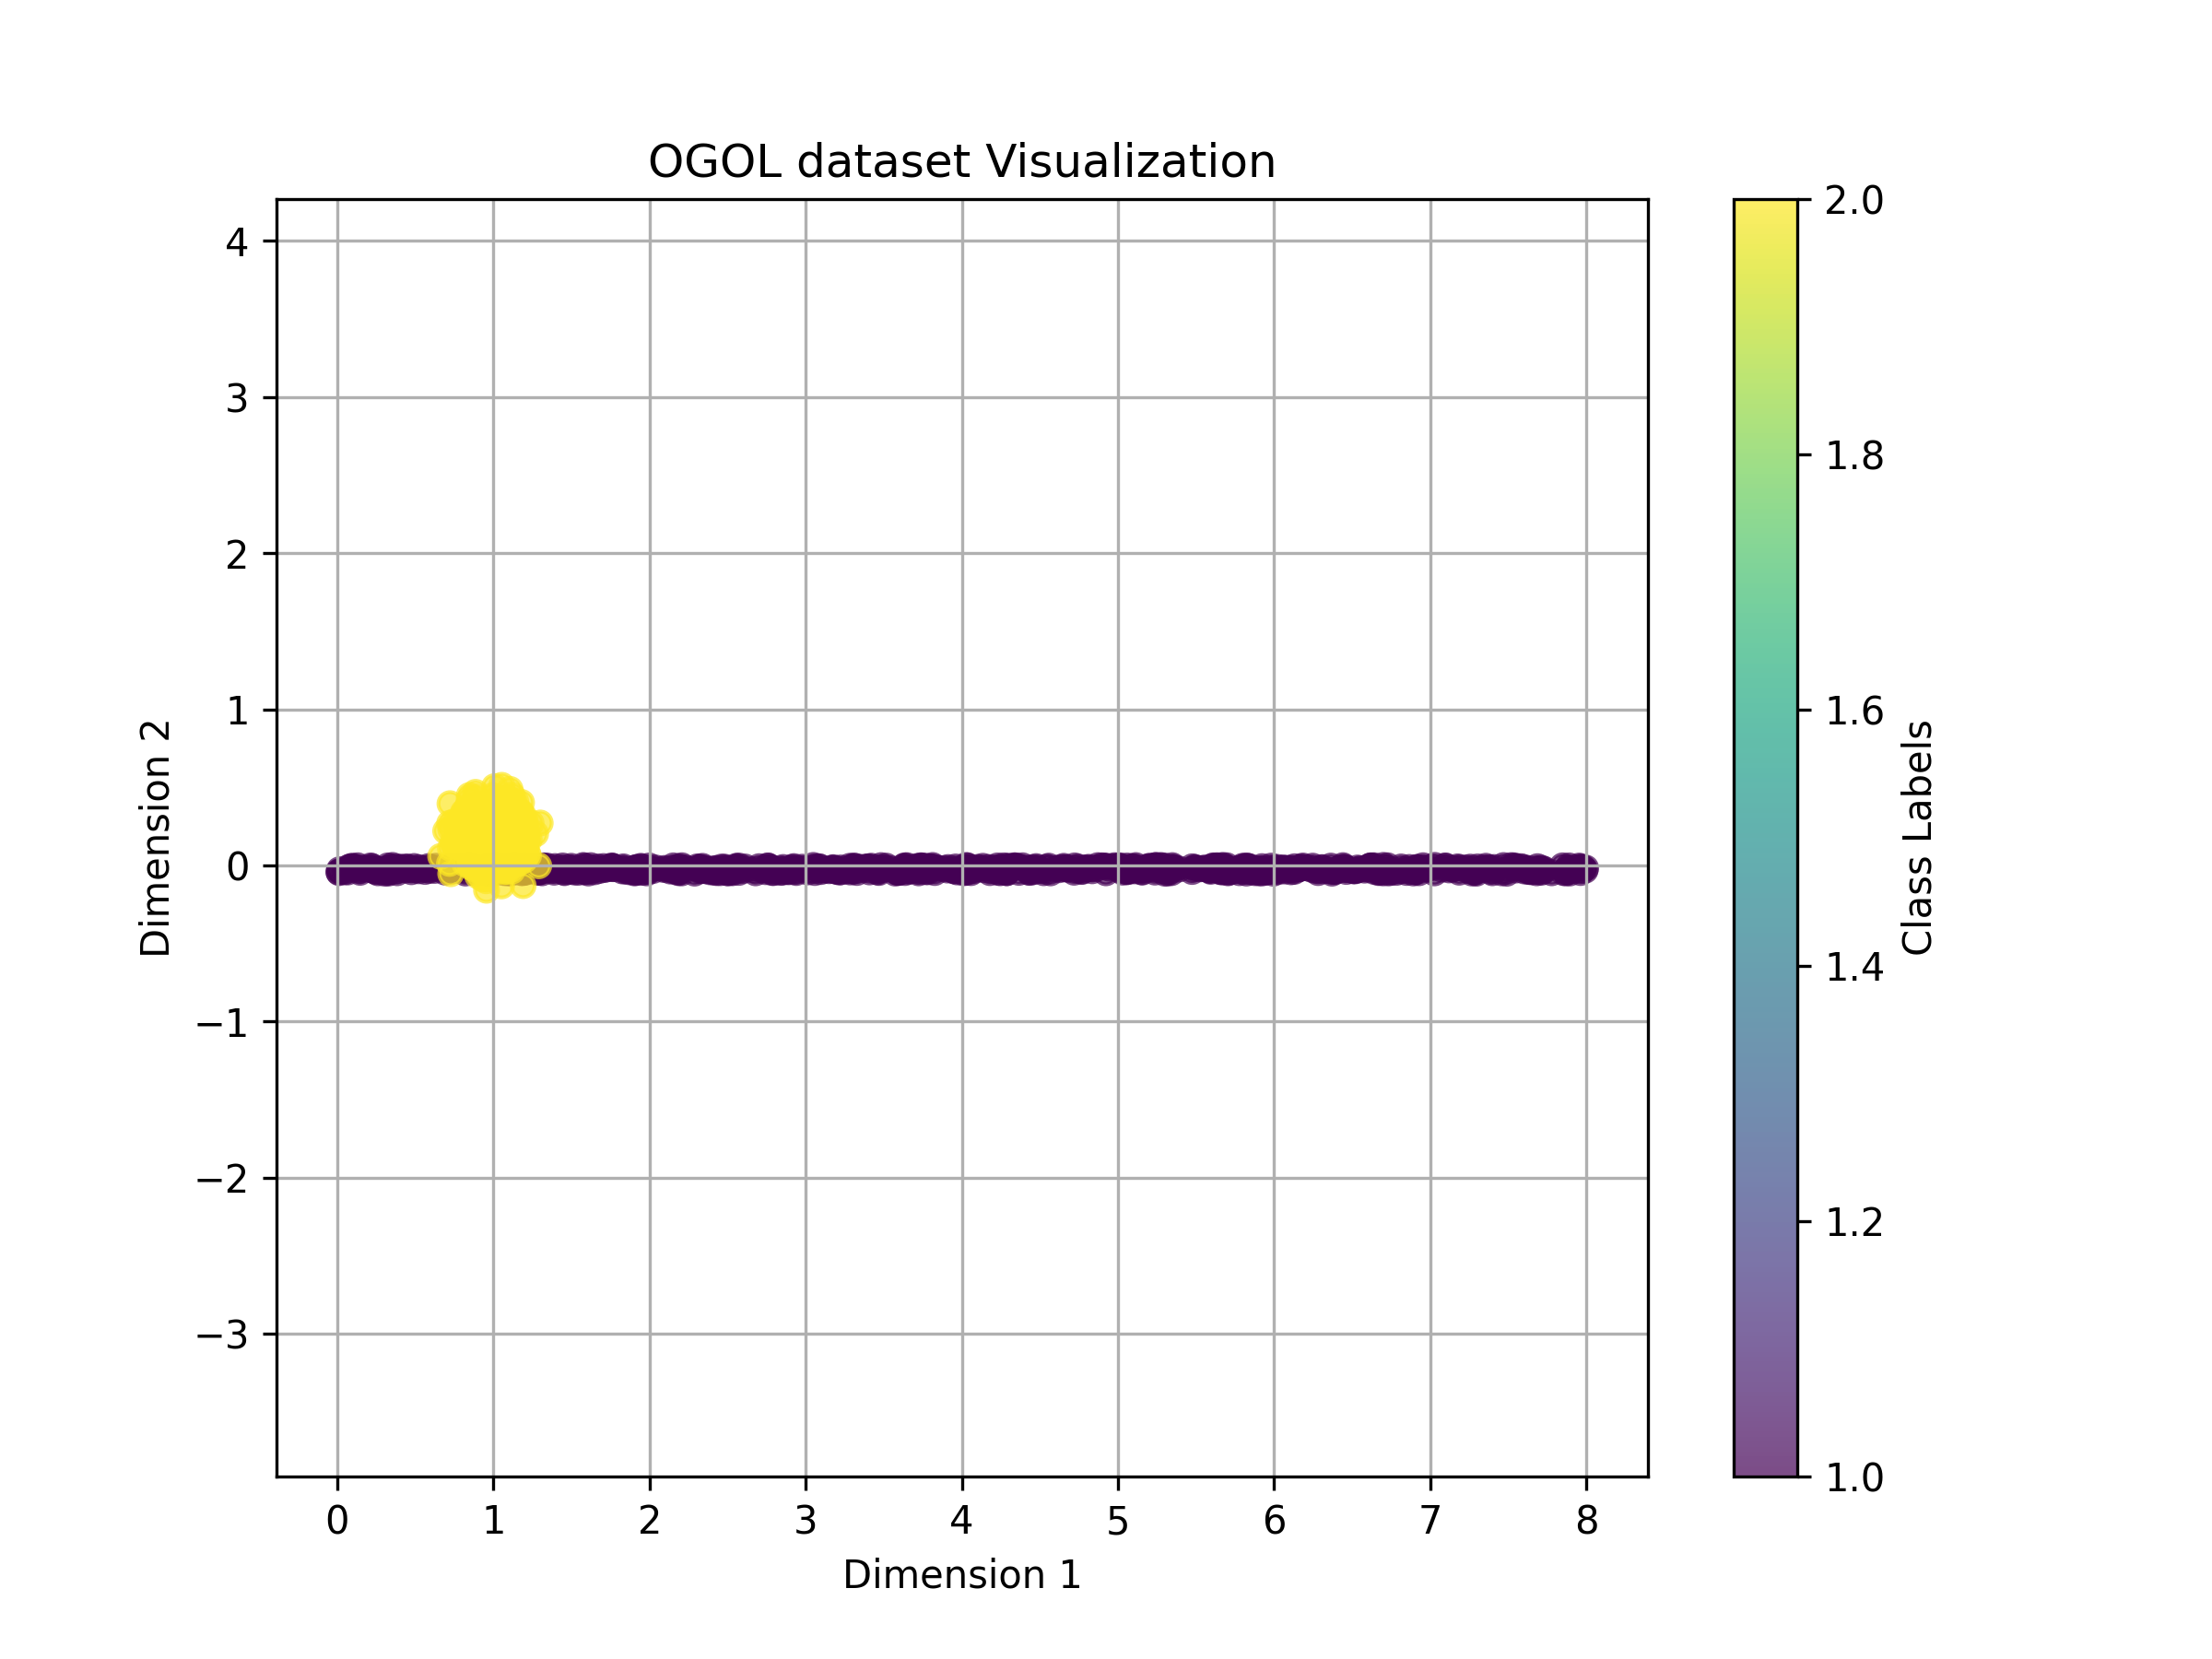 OGOL dataset Visualization
4
3
2
1
0
−1
−2
−3
Dimension 2
0 1 2 3 4 5 6 7 8
Dimension 1
2.0
1.8
1.6
1.4
1.2
1.0
Class Labels